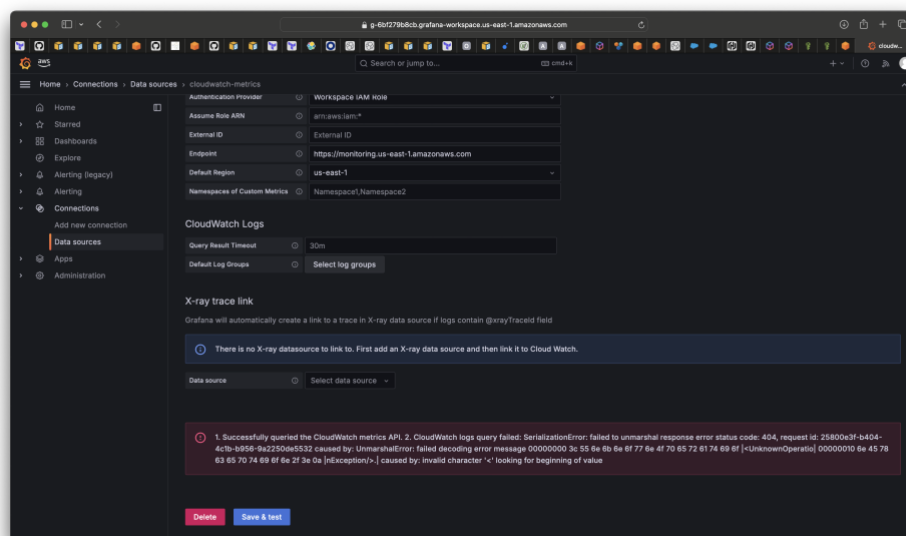 g-6bf279b8cb.grafana-workspace.us-east-1.amazonaws.com
cloudw...
aws
Search or jump to...
cmd+k
Home › Connections › Data sources › cloudwatch-metrics
Home
Starred
Dashboards
Explore
Alerting (legacy)
Alerting
Connections
Add new connection
Data sources
Apps
Administration
Authentication Provider
Workspace IAM Role
Assume Role ARN
arn:aws:iam:*
External ID
External ID
Endpoint
https://monitoring.us-east-1.amazonaws.com
Default Region
us-east-1
Namespaces of Custom Metrics
Namespace1,Namespace2
CloudWatch Logs
Query Result Timeout
30m
Default Log Groups
Select log groups
X-ray trace link
Grafana will automatically create a link to a trace in X-ray data source if logs contain @xrayTraceId field
There is no X-ray datasource to link to. First add an X-ray data source and then link it to Cloud Watch.
Data source
Select data source
1. Successfully queried the CloudWatch metrics API. 2. CloudWatch logs query failed: SerializationError: failed to unmarshal response error status code: 404, request id: 25800e3f-b404-
4c1b-b956-9a2250de5532 caused by: UnmarshalError: failed decoding error message 00000000 3c 55 6e 6b 6e 6f 77 6e 4f 70 65 72 61 74 69 6f |<UnknownOperatio| 00000010 6e 45 78
63 65 70 74 69 6f 6e 2f 3e 0a |nException/>.| caused by: invalid character '<' looking for beginning of value
Delete
Save & test